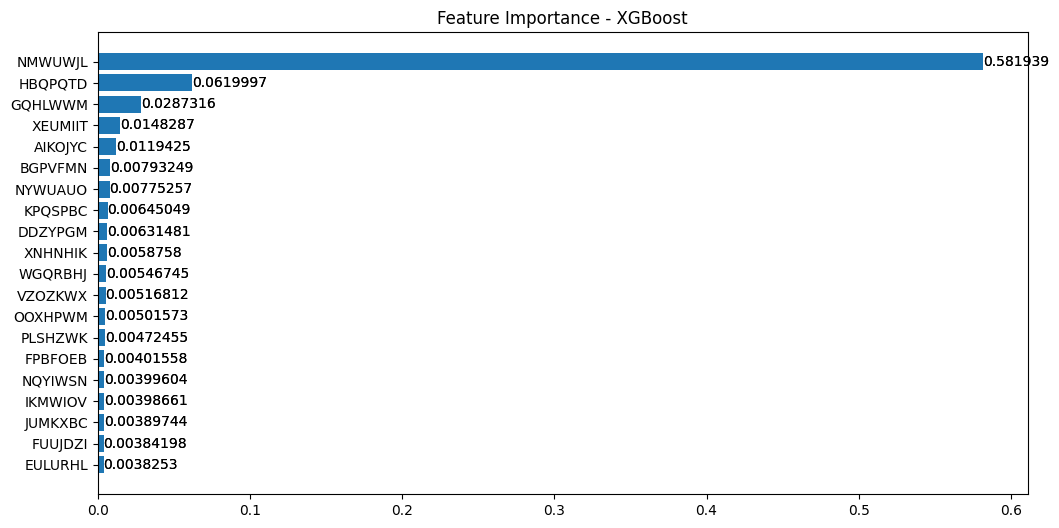 Feature Importance - XGBoost
NMWUWJL 0.581939
HBQPQTD 0.0619997
GQHLWWM 0.0287316
XEUMIIT 0.0148287
AIKOJYC 0.0119425
BGPVFMN 0.00793249
NYWUAUO 0.00775257
KPQSPBC 0.00645049
DDZYPGM 0.00631481
XNHNHIK 0.0058758
WGQRBHJ 0.00546745
VZOZKWX 0.00516812
OOXHPWM 0.00501573
PLSHZWK 0.00472455
FPBFOEB 0.00401558
NQYIWSN 0.00399604
IKMWIOV 0.00398661
JUMKXBC 0.00389744
FUUJDZI 0.00384198
EULURHL 0.0038253
0.0 0.1 0.2 0.3 0.4 0.5 0.6